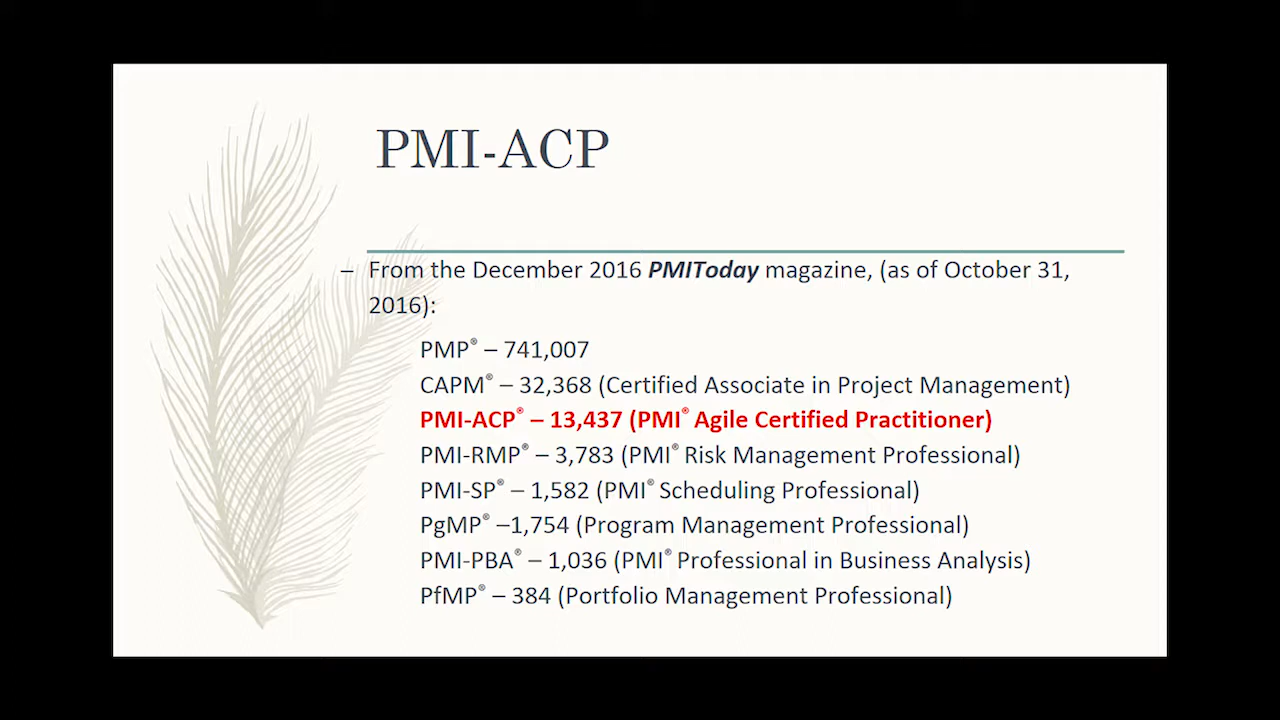 PMI-ACP
– From the December 2016 PMIToday magazine, (as of October 31,
2016):
PMP® – 741,007
CAPM® – 32,368 (Certified Associate in Project Management)
PMI-ACP® – 13,437 (PMI® Agile Certified Practitioner)
PMI-RMP® – 3,783 (PMI® Risk Management Professional)
PMI-SP® – 1,582 (PMI® Scheduling Professional)
PgMP® –1,754 (Program Management Professional)
PMI-PBA® – 1,036 (PMI® Professional in Business Analysis)
PfMP® – 384 (Portfolio Management Professional)